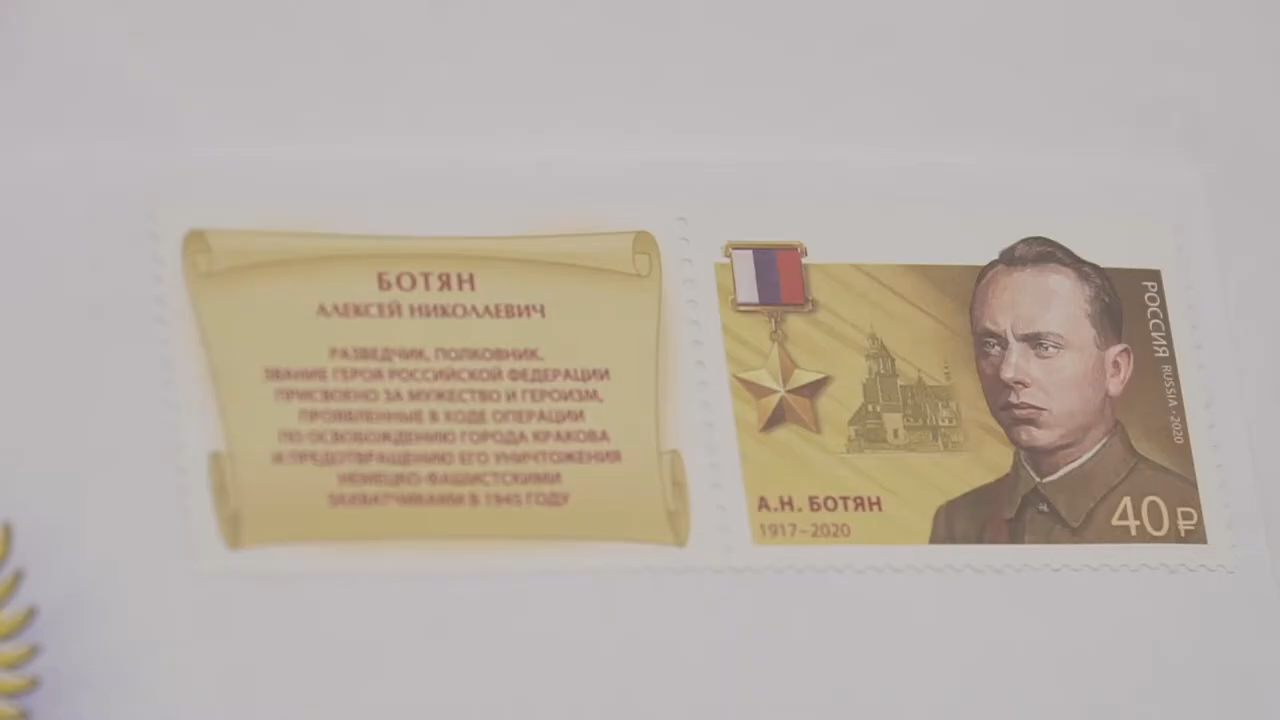 БОТЯН
АЛЕКСЕЙ НИКОЛАЕВИЧ
РАЗВЕДЧИК, ПОЛКОВНИК.
ЗВАНИЕ ГЕРОЯ РОССИЙСКОЙ ФЕДЕРАЦИИ
ПРИСВОЕНО ЗА МУЖЕСТВО И ГЕРОИЗМ,
ПРОЯВЛЕННЫЕ В ХОДЕ ОПЕРАЦИИ
ПО ОСВОБОЖДЕНИЮ ГОРОДА КРАКОВА
И ПРЕДОТВРАЩЕНИЮ ЕГО УНИЧТОЖЕНИЯ
НЕМЕЦКО-ФАШИСТСКИМИ
ЗАХВАТЧИКАМИ В 1945 ГОДУ
РОССИЯ RUSSIA · 2020
А.Н. БОТЯН
1917–2020
40₽